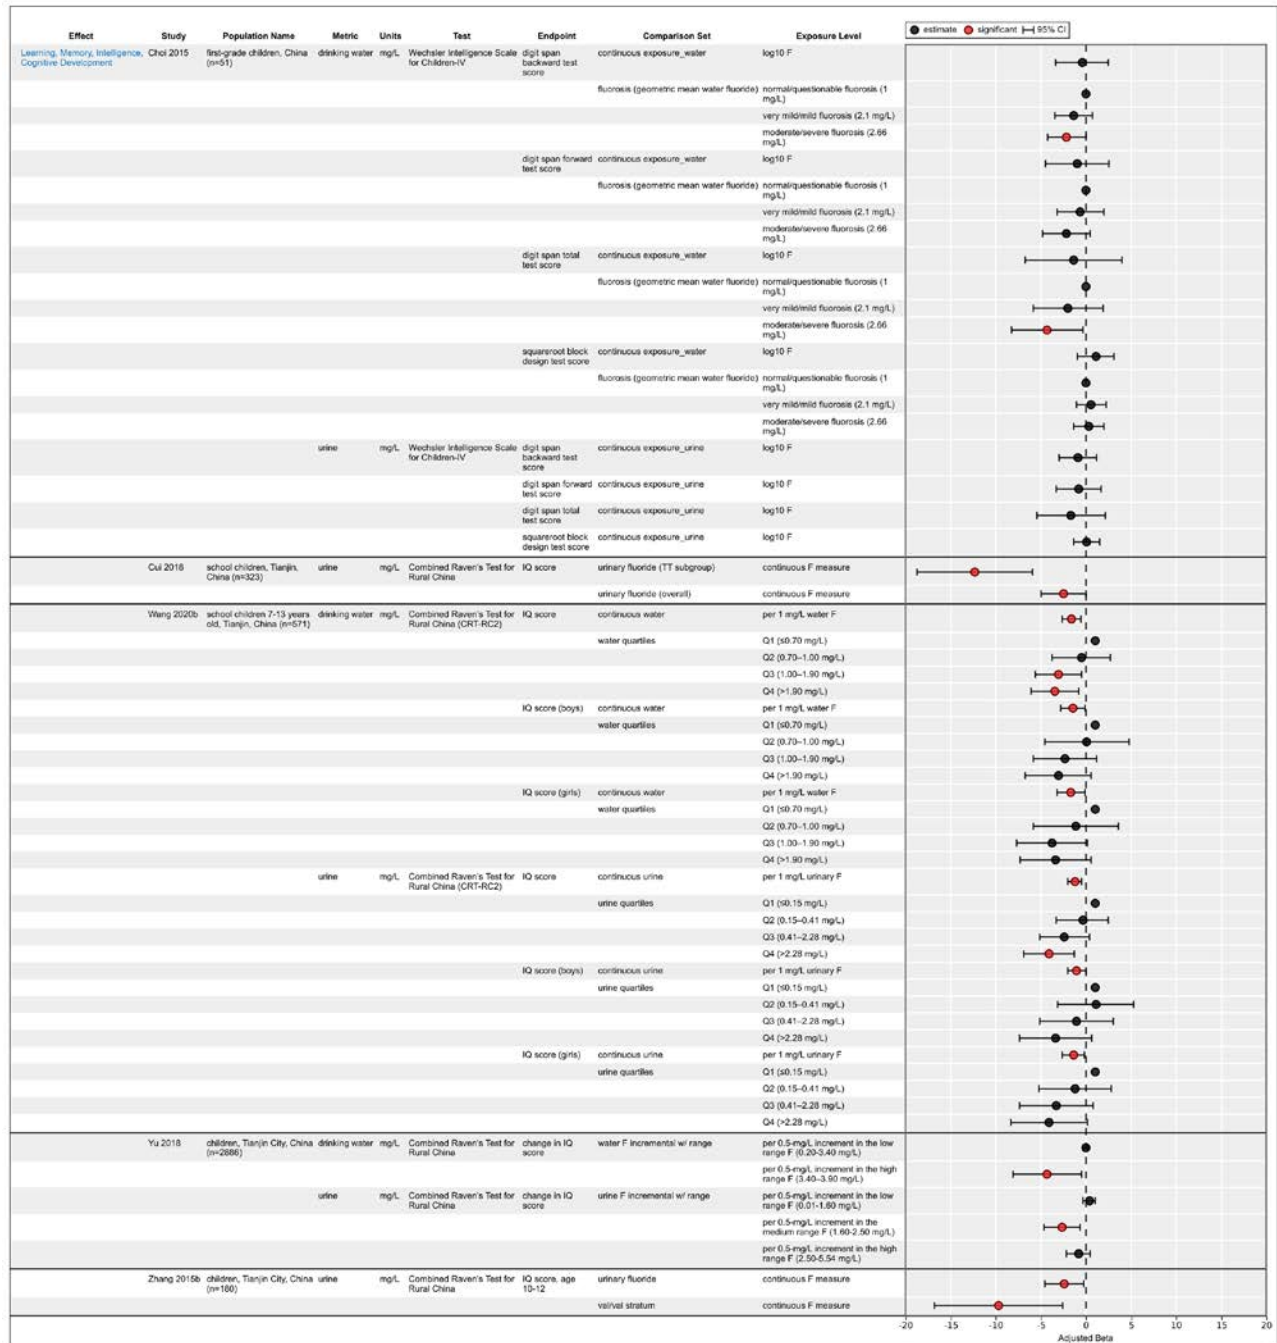 Effect Study Population Name Metric Units Test Endpoint Comparison Set Exposure Level
estimate significant 95% CI
Learning, Memory, Intelligence, Cognitive Development Choi 2015 first-grade children, China (n=51) drinking water mg/L Wechsler Intelligence Scale for Children-IV digit span backward test score continuous exposure_water log10 F
fluorosis (geometric mean water fluoride) normal/questionable fluorosis (1 mg/L)
very mild/mild fluorosis (2.1 mg/L)
moderate/severe fluorosis (2.66 mg/L)
digit span forward test score continuous exposure_water log10 F
fluorosis (geometric mean water fluoride) normal/questionable fluorosis (1 mg/L)
very mild/mild fluorosis (2.1 mg/L)
moderate/severe fluorosis (2.66 mg/L)
digit span total test score continuous exposure_water log10 F
fluorosis (geometric mean water fluoride) normal/questionable fluorosis (1 mg/L)
very mild/mild fluorosis (2.1 mg/L)
moderate/severe fluorosis (2.66 mg/L)
squareroot block design test score continuous exposure_water log10 F
fluorosis (geometric mean water fluoride) normal/questionable fluorosis (1 mg/L)
very mild/mild fluorosis (2.1 mg/L)
moderate/severe fluorosis (2.66 mg/L)
urine mg/L Wechsler Intelligence Scale for Children-IV digit span backward test score continuous exposure_urine log10 F
digit span forward test score continuous exposure_urine log10 F
digit span total test score continuous exposure_urine log10 F
squareroot block design test score continuous exposure_urine log10 F
Cui 2018 school children, Tianjin, China (n=323) urine mg/L Combined Raven's Test for Rural China IQ score urinary fluoride (TT subgroup) continuous F measure
urinary fluoride (overall) continuous F measure
Wang 2020b school children 7-13 years old, Tianjin, China (n=571) drinking water mg/L Combined Raven's Test for Rural China (CRT-RC2) IQ score continuous water per 1 mg/L water F
water quartiles Q1 (≤0.70 mg/L)
Q2 (0.70–1.00 mg/L)
Q3 (1.00–1.90 mg/L)
Q4 (>1.90 mg/L)
IQ score (boys) continuous water per 1 mg/L water F
water quartiles Q1 (≤0.70 mg/L)
Q2 (0.70–1.00 mg/L)
Q3 (1.00–1.90 mg/L)
Q4 (>1.90 mg/L)
IQ score (girls) continuous water per 1 mg/L water F
water quartiles Q1 (≤0.70 mg/L)
Q2 (0.70–1.00 mg/L)
Q3 (1.00–1.90 mg/L)
Q4 (>1.90 mg/L)
urine mg/L Combined Raven's Test for Rural China (CRT-RC2) IQ score continuous urine per 1 mg/L urinary F
urine quartiles Q1 (≤0.15 mg/L)
Q2 (0.15–0.41 mg/L)
Q3 (0.41–2.28 mg/L)
Q4 (>2.28 mg/L)
IQ score (boys) continuous urine per 1 mg/L urinary F
urine quartiles Q1 (≤0.15 mg/L)
Q2 (0.15–0.41 mg/L)
Q3 (0.41–2.28 mg/L)
Q4 (>2.28 mg/L)
IQ score (girls) continuous urine per 1 mg/L urinary F
urine quartiles Q1 (≤0.15 mg/L)
Q2 (0.15–0.41 mg/L)
Q3 (0.41–2.28 mg/L)
Q4 (>2.28 mg/L)
Yu 2018 children, Tianjin City, China (n=2886) drinking water mg/L Combined Raven's Test for Rural China change in IQ score water F incremental w/ range per 0.5-mg/L increment in the low range F (0.20-3.40 mg/L)
per 0.5-mg/L increment in the high range F (3.40–3.90 mg/L)
urine mg/L Combined Raven's Test for Rural China change in IQ score urine F incremental w/ range per 0.5-mg/L increment in the low range F (0.01-1.60 mg/L)
per 0.5-mg/L increment in the medium range F (1.60-2.50 mg/L)
per 0.5-mg/L increment in the high range F (2.50-5.54 mg/L)
Zhang 2015b children, Tianjin City, China (n=180) urine mg/L Combined Raven's Test for Rural China IQ score, age 10-12 urinary fluoride continuous F measure
val/val stratum continuous F measure
-20 -15 -10 -5 0 5 10 15 20
Adjusted Beta